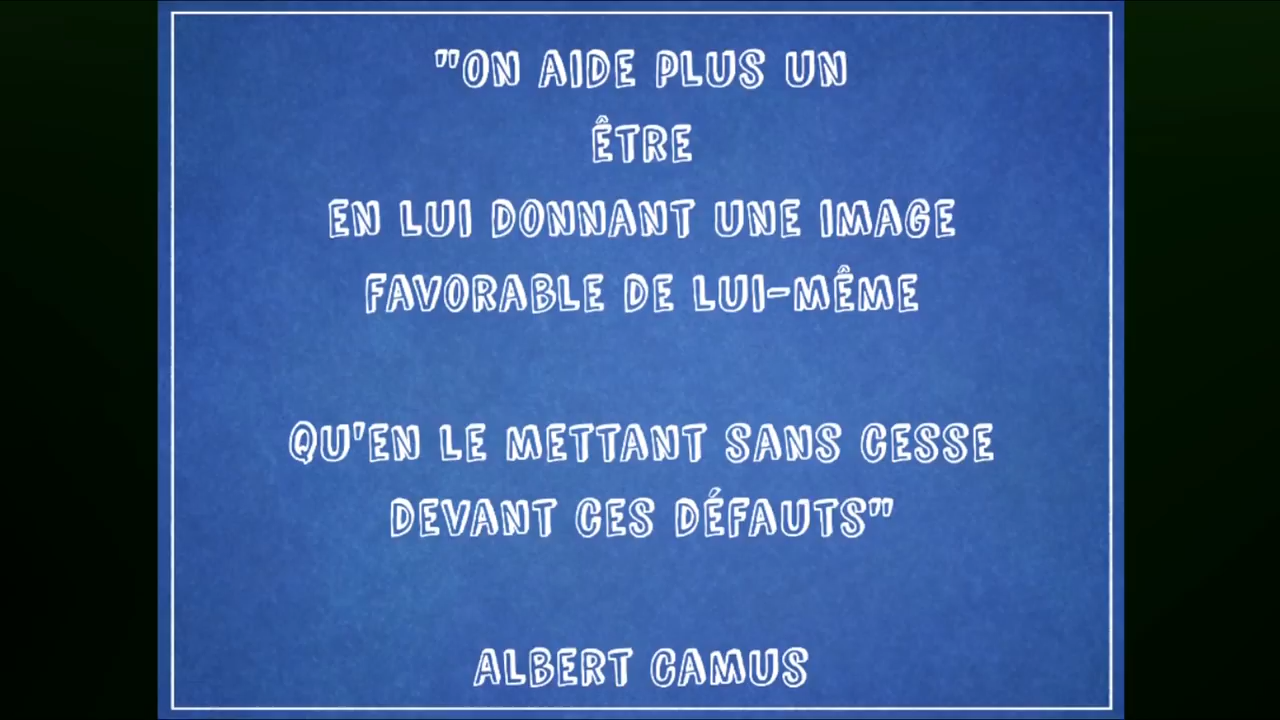 "ON AIDE PLUS UN
ÊTRE
EN LUI DONNANT UNE IMAGE
FAVORABLE DE LUI-MÊME
QU'EN LE METTANT SANS CESSE
DEVANT CES DÉFAUTS"
ALBERT CAMUS